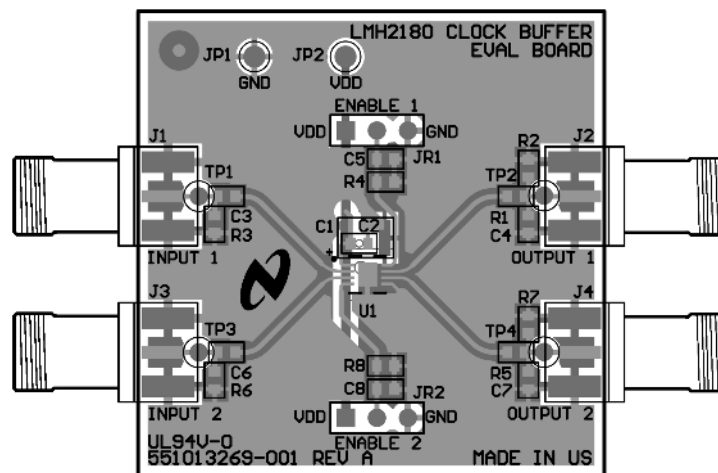 LMH2180 CLOCK BUFFER
EVAL BOARD
JP1
JP2
GND
VDD
ENABLE 1
VDD
GND
J1
J2
C5
JR1
R2
R4
TP1
TP2
C3
R3
C1
C2
R1
C4
INPUT 1
OUTPUT 1
+
J3
U1
J4
R7
TP3
TP4
C6
R6
R8
R5
C7
C8
JR2
INPUT 2
OUTPUT 2
VDD
GND
ENABLE 2
UL94V-0
551013269-001 REV A
MADE IN US